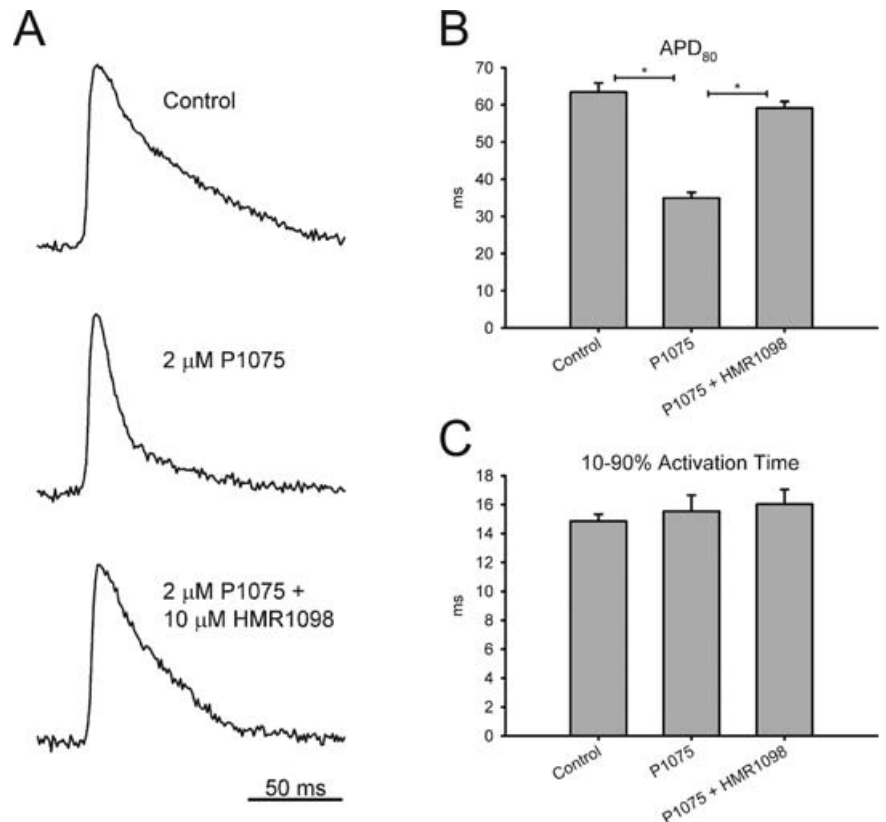 A
Control
2 μM P1075
2 μM P1075 +
10 μM HMR1098
50 ms
B
APD80
70
60
50
40
30
20
10
0
ms
*
*
Control
P1075
P1075 + HMR1098
C
10-90% Activation Time
18
16
14
12
10
8
6
4
2
0
ms
Control
P1075
P1075 + HMR1098